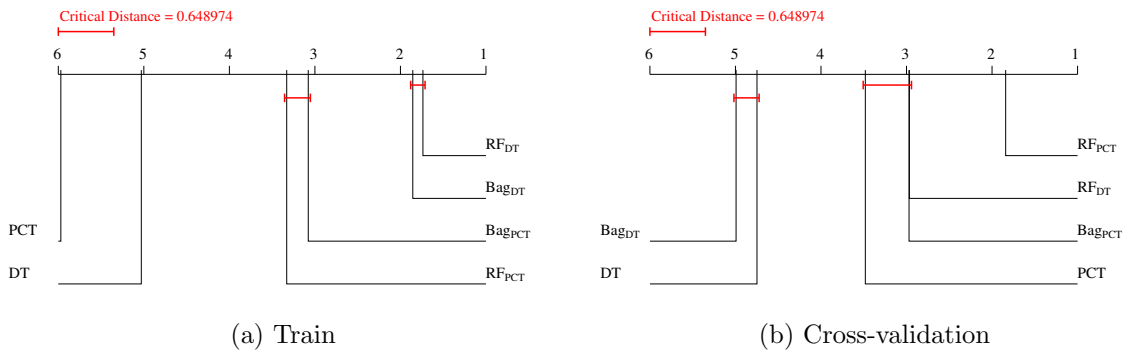 Critical Distance = 0.648974
6 5 4 3 2 1
RF_DT
Bag_DT
PCT
Bag_PCT
DT
RF_PCT
(a) Train
Critical Distance = 0.648974
6 5 4 3 2 1
RF_PCT
RF_DT
Bag_DT
Bag_PCT
DT
PCT
(b) Cross-validation